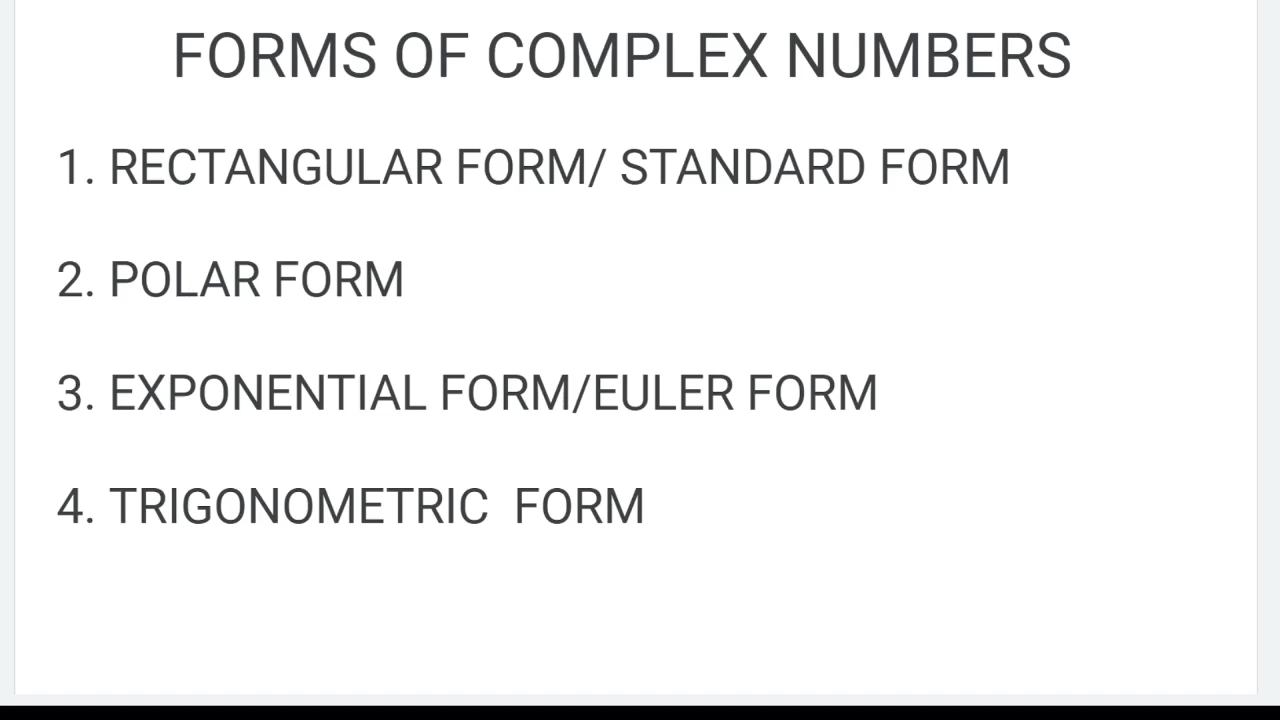 FORMS OF COMPLEX NUMBERS
1. RECTANGULAR FORM/ STANDARD FORM
2. POLAR FORM
3. EXPONENTIAL FORM/EULER FORM
4. TRIGONOMETRIC  FORM